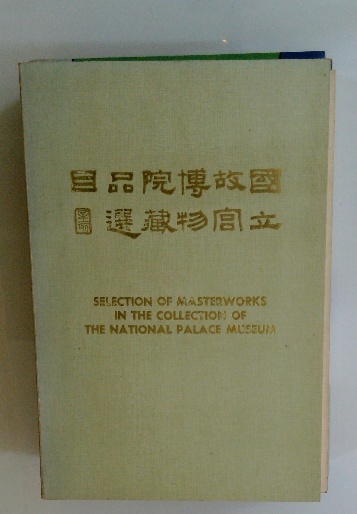 國立
故宮
博物
院藏
品選
目
SELECTION OF MASTERWORKS
IN THE COLLECTION OF
THE NATIONAL PALACE MUSEUM